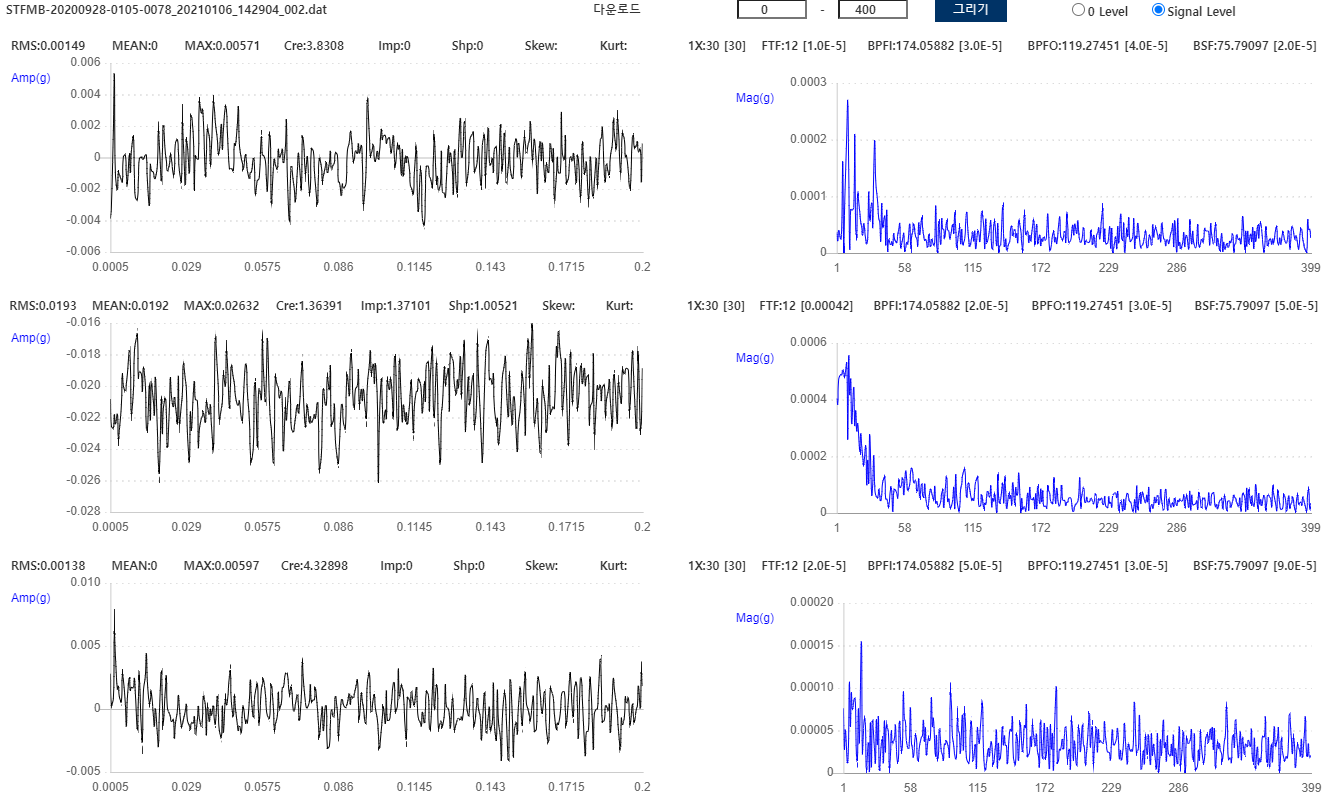 STFMB-20200928-0105-0078_20210106_142904_002.dat 다운로드 0 - 400 그리기 0 Level Signal Level
RMS:0.00149 MEAN:0 MAX:0.00571 Cre:3.8308 Imp:0 Shp:0 Skew: Kurt:
Amp(g)
0.006
0.004
0.002
0
-0.002
-0.004
-0.006
0.0005 0.029 0.0575 0.086 0.1145 0.143 0.1715 0.2
1X:30 [30] FTF:12 [1.0E-5] BPFI:174.05882 [3.0E-5] BPFO:119.27451 [4.0E-5] BSF:75.79097 [2.0E-5]
Mag(g)
0.0003
0.0002
0.0001
0
1 58 115 172 229 286 399
RMS:0.0193 MEAN:0.0192 MAX:0.02632 Cre:1.36391 Imp:1.37101 Shp:1.00521 Skew: Kurt:
Amp(g)
-0.016
-0.018
-0.020
-0.022
-0.024
-0.026
-0.028
0.0005 0.029 0.0575 0.086 0.1145 0.143 0.1715 0.2
1X:30 [30] FTF:12 [0.00042] BPFI:174.05882 [2.0E-5] BPFO:119.27451 [3.0E-5] BSF:75.79097 [5.0E-5]
Mag(g)
0.0006
0.0004
0.0002
0
1 58 115 172 229 286 399
RMS:0.00138 MEAN:0 MAX:0.00597 Cre:4.32898 Imp:0 Shp:0 Skew: Kurt:
Amp(g)
0.010
0.005
0
-0.005
0.0005 0.029 0.0575 0.086 0.1145 0.143 0.1715 0.2
1X:30 [30] FTF:12 [2.0E-5] BPFI:174.05882 [5.0E-5] BPFO:119.27451 [3.0E-5] BSF:75.79097 [9.0E-5]
Mag(g)
0.00020
0.00015
0.00010
0.00005
0
1 58 115 172 229 286 399